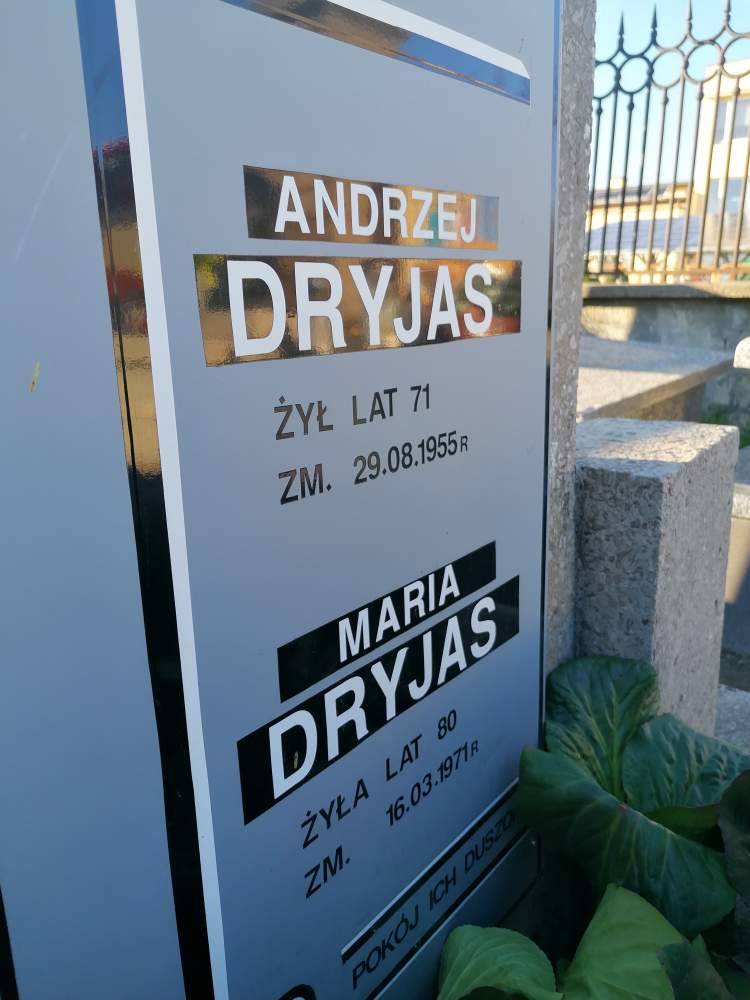 ANDRZEJ
DRYJAS
ŻYŁ LAT 71
ZM. 29.08.1955 R
MARIA
DRYJAS
ŻYŁA LAT 80
ZM. 16.03.1971 R
POKÓJ ICH